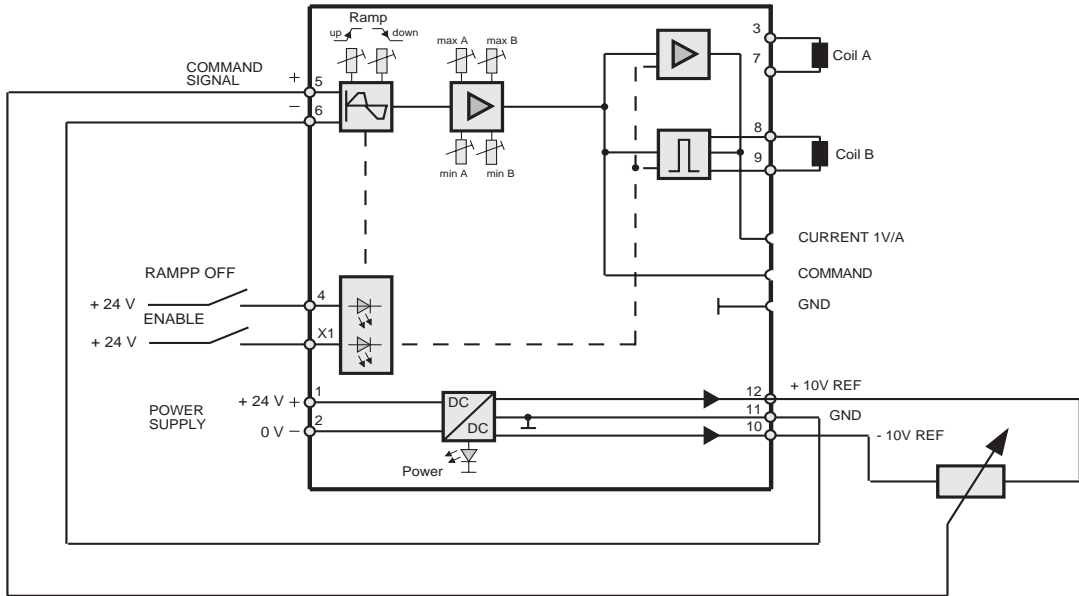 Ramp
up
down
max A
max B
3
COMMAND
SIGNAL
+
5
7
Coil A
−
6
8
Coil B
9
min A
min B
CURRENT 1V/A
RAMPP OFF
COMMAND
+ 24 V
4
GND
ENABLE
X1
+ 24 V
1
12
+ 10V REF
POWER
SUPPLY
+ 24 V +
DC
11
GND
2
0 V −
DC
10
- 10V REF
Power